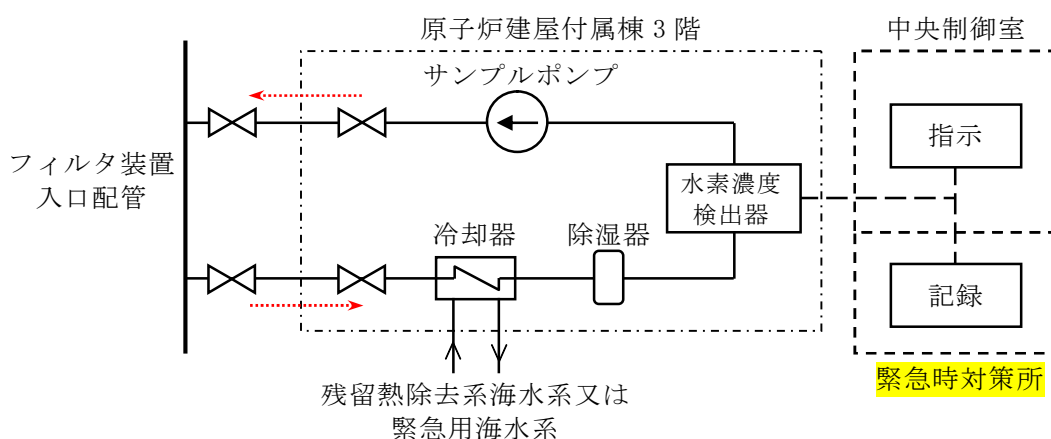 原子炉建屋付属棟 3 階
中央制御室
サンプルポンプ
指示
フィルタ装置
入口配管
水素濃度
検出器
冷却器
除湿器
記録
緊急時対策所
残留熱除去系海水系又は
緊急用海水系